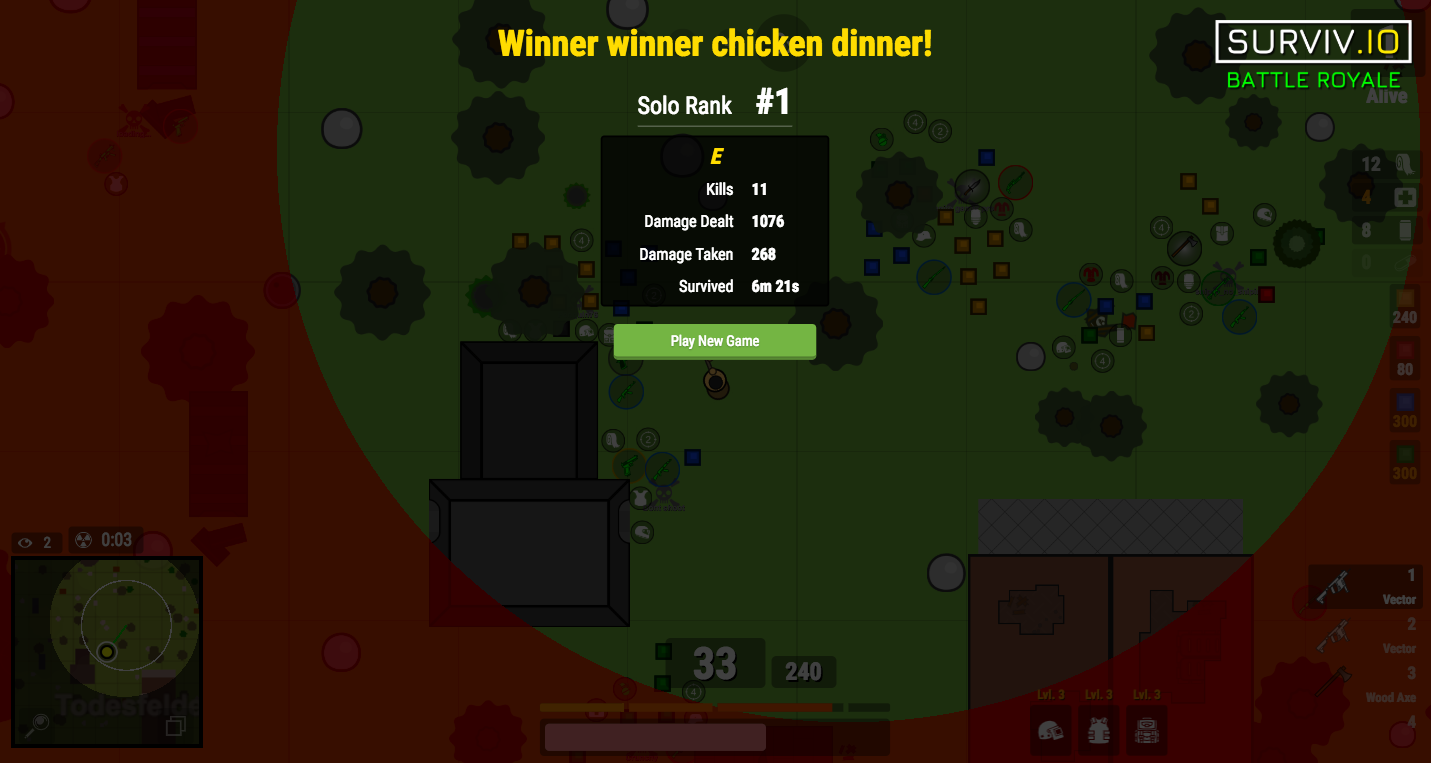 Winner winner chicken dinner!
SURVIV.IO
BATTLE ROYALE
Alive
Solo Rank #1
E
Kills 11
Damage Dealt 1076
Damage Taken 268
Survived 6m 21s
Play New Game
12
4
8
0
240
80
300
300
2 0:03
Todesfelde
33 240
Lvl. 3 Lvl. 3 Lvl. 3
1
Vector
2
Vector
3
Wood Axe
4